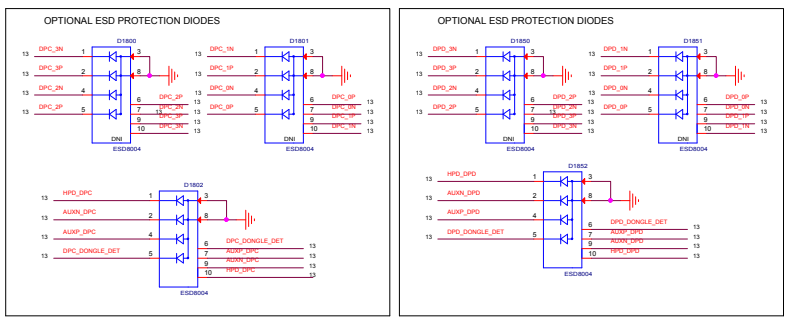 OPTIONAL ESD PROTECTION DIODES
D1800
13 DPC_3N 1 3
13 DPC_3P 2 8
13 DPC_2N 4
13 DPC_2P 5
6 DPC_2P 13
7 DPC_2N 13
9 DPC_3P 13
10 DPC_3N 13
DNI
ESD8004
D1801
13 DPC_1N 1 3
13 DPC_1P 2 8
13 DPC_0N 4
13 DPC_0P 5
6 DPC_0P 13
7 DPC_0N 13
9 DPC_1P 13
10 DPC_1N 13
DNI
ESD8004
D1802
13 HPD_DPC 1 3
13 AUXN_DPC 2 8
13 AUXP_DPC 4
13 DPC_DONGLE_DET 5
6 DPC_DONGLE_DET 13
7 AUXP_DPC 13
9 AUXN_DPC 13
10 HPD_DPC 13
ESD8004
OPTIONAL ESD PROTECTION DIODES
D1850
13 DPD_3N 1 3
13 DPD_3P 2 8
13 DPD_2N 4
13 DPD_2P 5
6 DPD_2P 13
7 DPD_2N 13
9 DPD_3P 13
10 DPD_3N 13
DNI
ESD8004
D1851
13 DPD_1N 1 3
13 DPD_1P 2 8
13 DPD_0N 4
13 DPD_0P 5
6 DPD_0P 13
7 DPD_0N 13
9 DPD_1P 13
10 DPD_1N 13
DNI
ESD8004
D1852
13 HPD_DPD 1 3
13 AUXN_DPD 2 8
13 AUXP_DPD 4
13 DPD_DONGLE_DET 5
6 DPD_DONGLE_DET 13
7 AUXP_DPD 13
9 AUXN_DPD 13
10 HPD_DPD 13
ESD8004